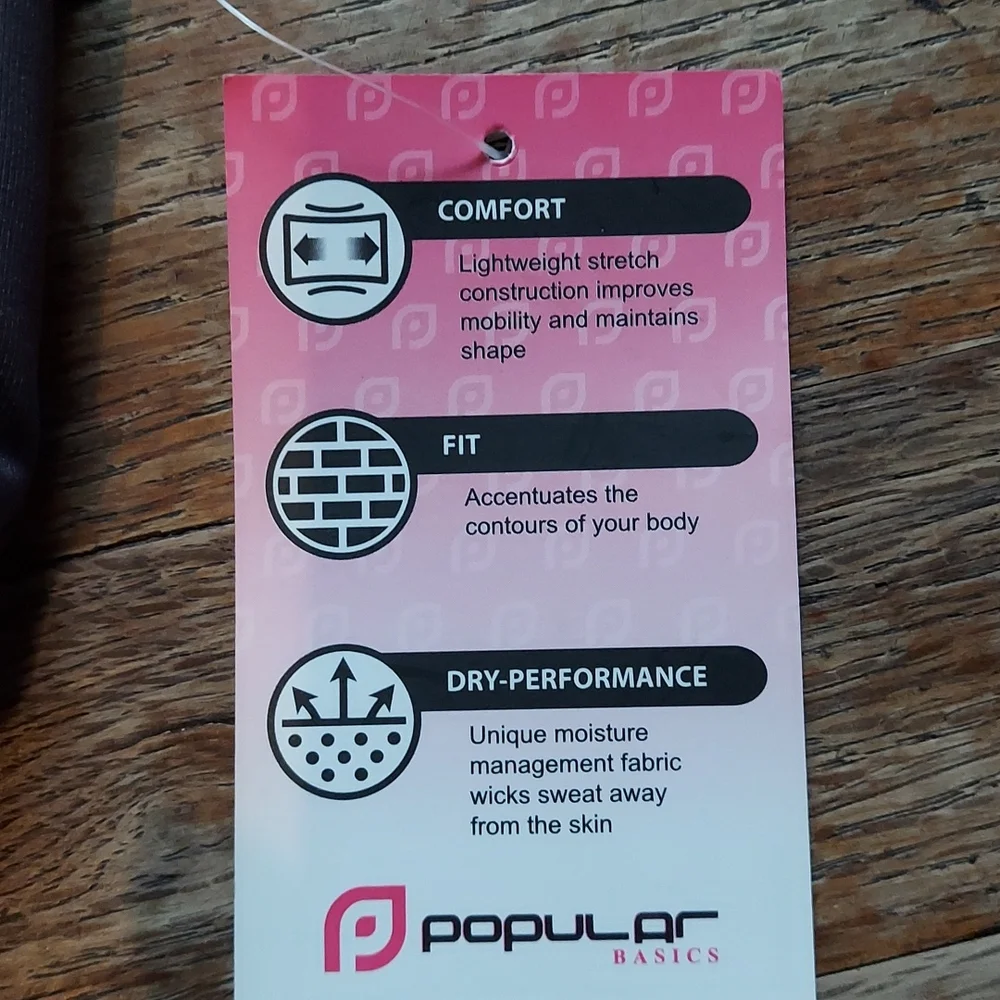 COMFORT
Lightweight stretch
construction improves
mobility and maintains
shape
FIT
Accentuates the
contours of your body
DRY-PERFORMANCE
Unique moisture
management fabric
wicks sweat away
from the skin
POPULAR
BASICS